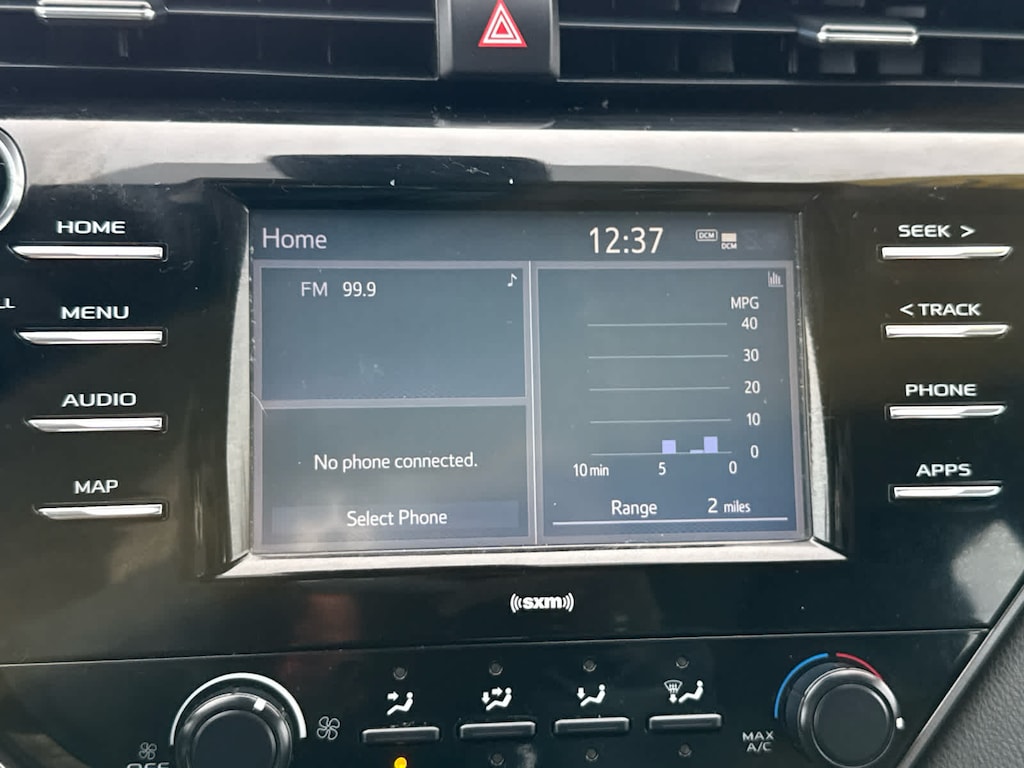 HOME
MENU
AUDIO
MAP
Home
12:37
DCM
DCM
FM 99.9
No phone connected.
Select Phone
MPG
40
30
20
10
0
10 min 5 0
Range 2 miles
SEEK >
< TRACK
PHONE
APPS
((sxm))
MAX
A/C